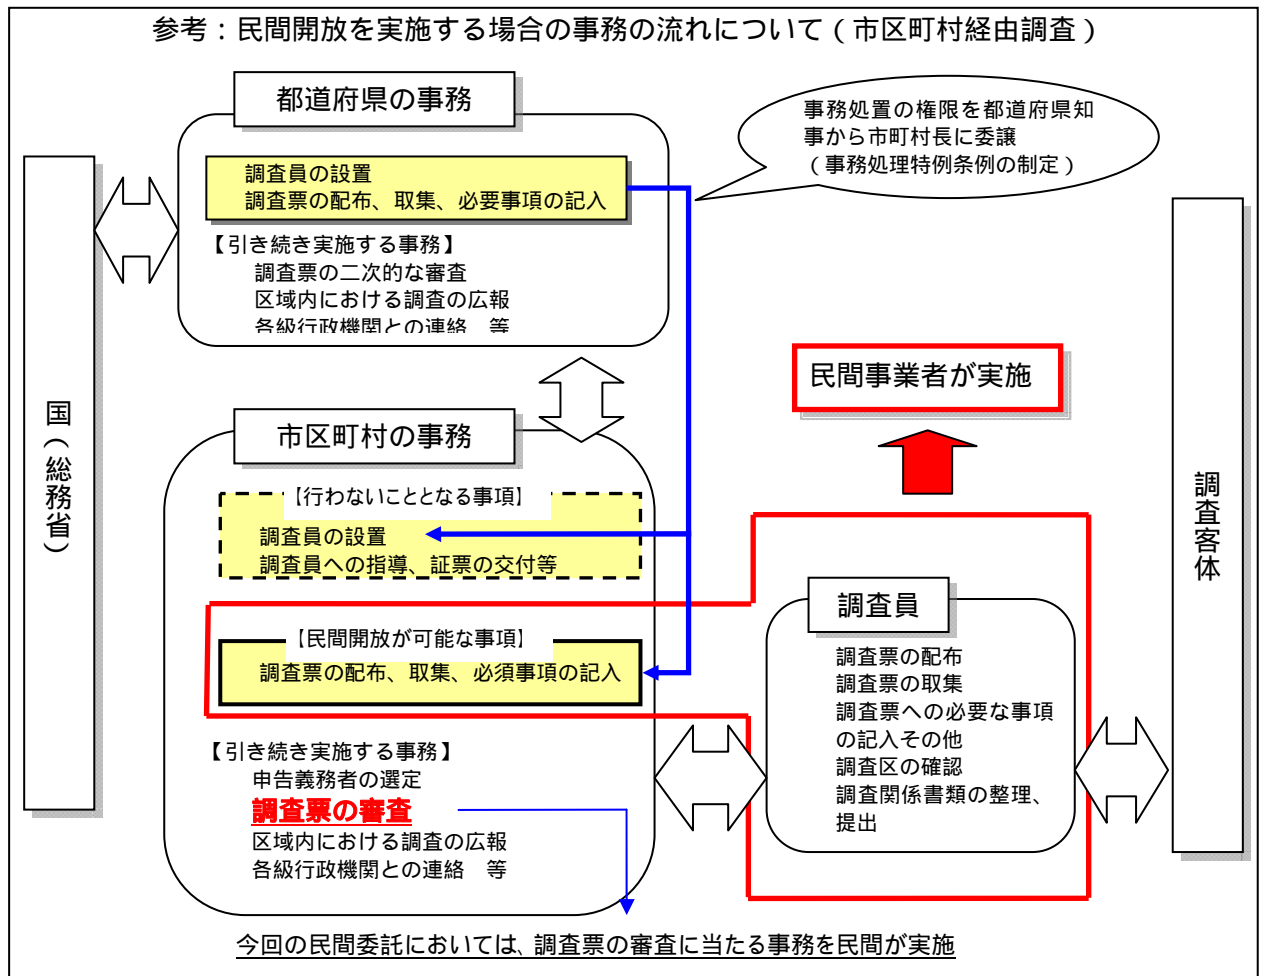 参考：民間開放を実施する場合の事務の流れについて（市区町村経由調査）
都道府県の事務
事務処置の権限を都道府県知
事から市町村長に委譲
（事務処理特例条例の制定）
調査員の設置
調査票の配布、取集、必要事項の記入
【引き続き実施する事務】
調査票の二次的な審査
区域内における調査の広報
各級行政機関との連絡　等
国（総務省）
民間事業者が実施
調査客体
市区町村の事務
【行わないこととなる事項】
調査員の設置
調査員への指導、証票の交付等
【民間開放が可能な事項】
調査票の配布、取集、必須事項の記入
調査員
調査票の配布
調査票の取集
調査票への必要な事項
の記入その他
調査区の確認
調査関係書類の整理、
提出
【引き続き実施する事務】
申告義務者の選定
調査票の審査
区域内における調査の広報
各級行政機関との連絡　等
今回の民間委託においては、調査票の審査に当たる事務を民間が実施